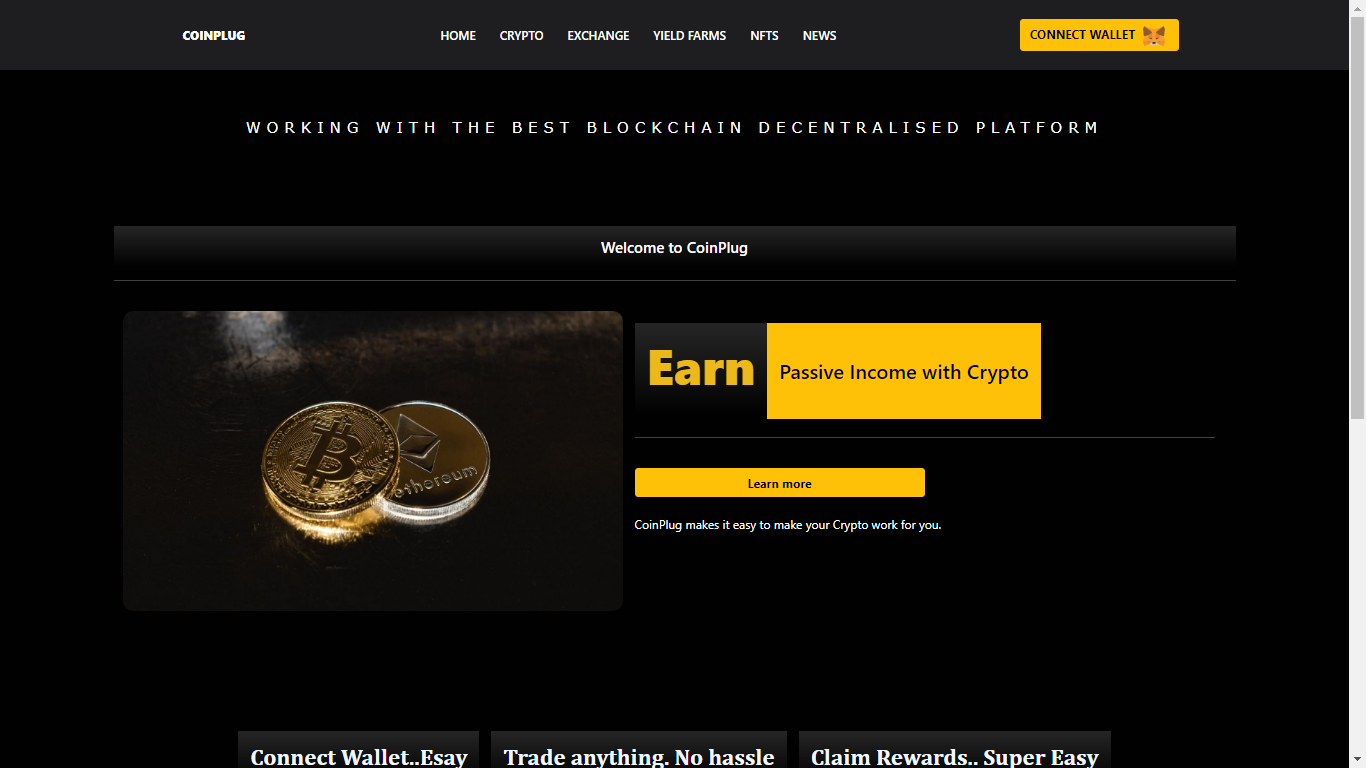 COINPLUG
HOME
CRYPTO
EXCHANGE
YIELD FARMS
NFTS
NEWS
CONNECT WALLET
WORKING WITH THE BEST BLOCKCHAIN DECENTRALISED PLATFORM
Welcome to CoinPlug
ethereum
Earn
Passive Income with Crypto
Learn more
CoinPlug makes it easy to make your Crypto work for you.
Connect Wallet..Esay
Trade anything. No hassle
Claim Rewards.. Super Easy